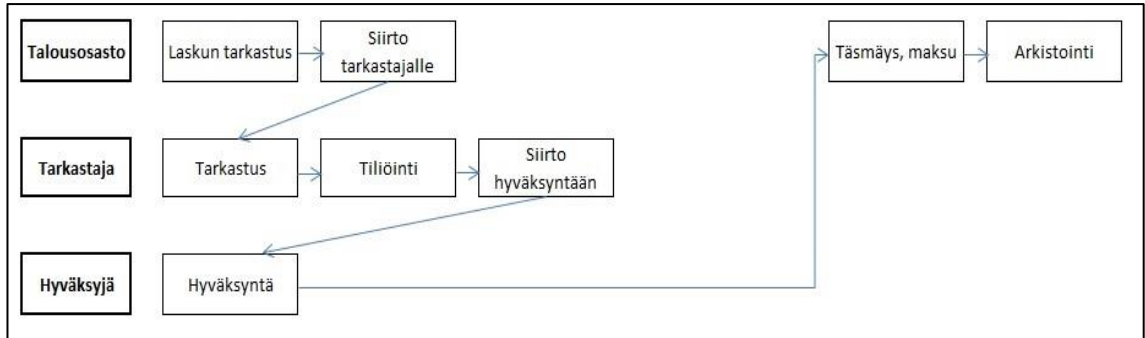 Talousosasto
Laskun tarkastus
Siirto
tarkastajalle
Täsmäys, maksu
Arkistointi
Tarkastaja
Tarkastus
Tiliöinti
Siirto
hyväksyntään
Hyväksyjä
Hyväksyntä